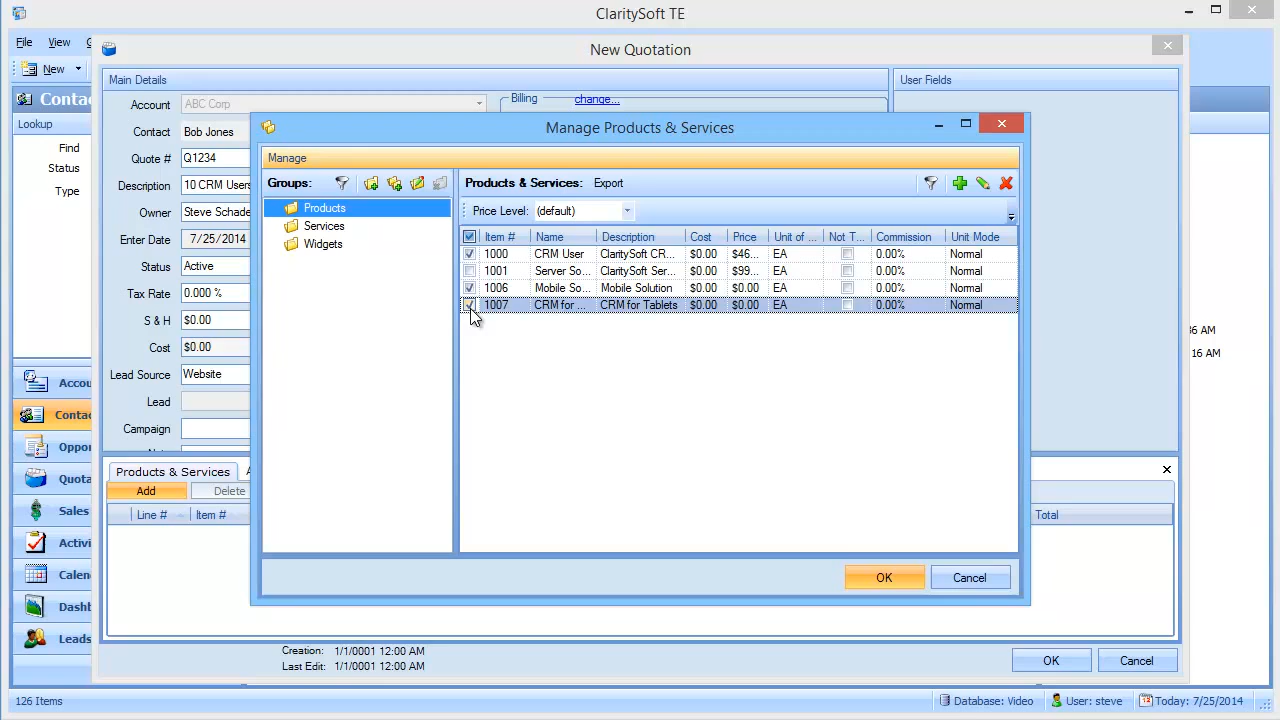 ClaritySoft TE
File View
New
New Quotation
Contac
Lookup
Find
Status
Type
Main Details
User Fields
Account ABC Corp
Billing change...
Contact Bob Jones
Quote # Q1234
Description 10 CRM Users
Owner Steve Schade
Enter Date 7/25/2014
Status Active
Tax Rate 0.000 %
S & H $0.00
Cost $0.00
Lead Source Website
Lead
Campaign
Manage Products & Services
Manage
Groups:
Products
Services
Widgets
Products & Services: Export
Price Level: (default)
Item # Name Description Cost Price Unit of ... Not T... Commission Unit Mode
1000 CRM User ClaritySoft CR... $0.00 $46... EA 0.00% Normal
1001 Server So... ClaritySoft Ser... $0.00 $99... EA 0.00% Normal
1006 Mobile So... Mobile Solution $0.00 $0.00 EA 0.00% Normal
1007 CRM for ... CRM for Tablets $0.00 $0.00 EA 0.00% Normal
OK Cancel
36 AM
16 AM
Accou
Contac
Oppor
Quota
Sales
Activi
Calen
Dashb
Leads
Products & Services
Add Delete
Line # Item # Total
Creation: 1/1/0001 12:00 AM
Last Edit: 1/1/0001 12:00 AM
OK Cancel
126 Items
Database: Video User: steve Today: 7/25/2014